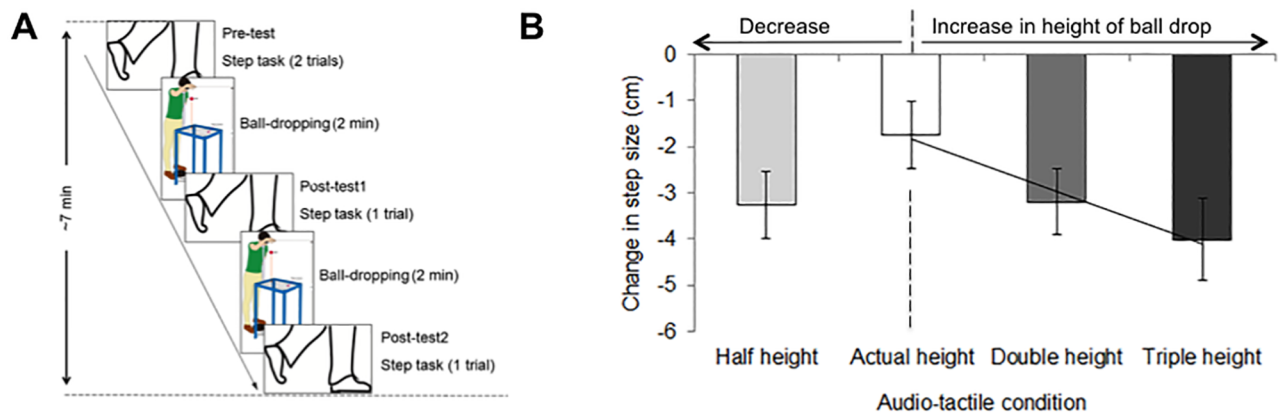 A
~7 min
Pre-test
Step task (2 trials)
Ball-dropping (2 min)
Post-test1
Step task (1 trial)
Ball-dropping (2 min)
Post-test2
Step task (1 trial)
B
Decrease
Increase in height of ball drop
Change in step size (cm)
0
-1
-2
-3
-4
-5
-6
Half height
Actual height
Double height
Triple height
Audio-tactile condition